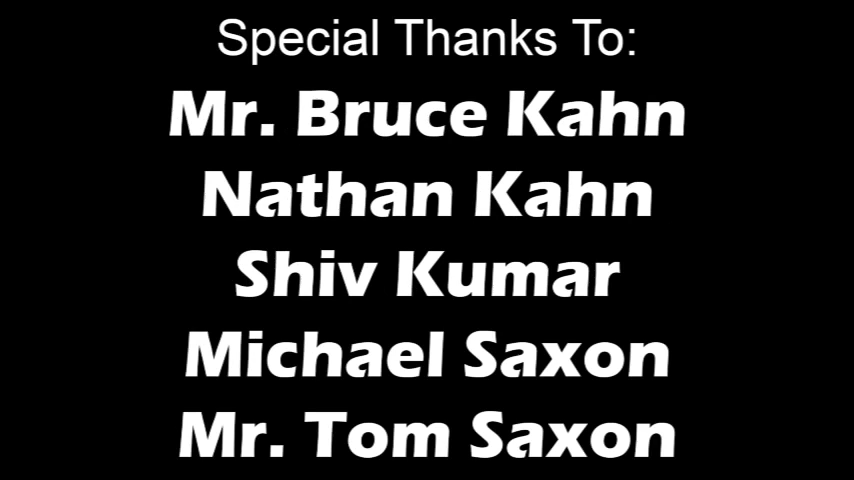 Special Thanks To:
Mr. Bruce Kahn
Nathan Kahn
Shiv Kumar
Michael Saxon
Mr. Tom Saxon